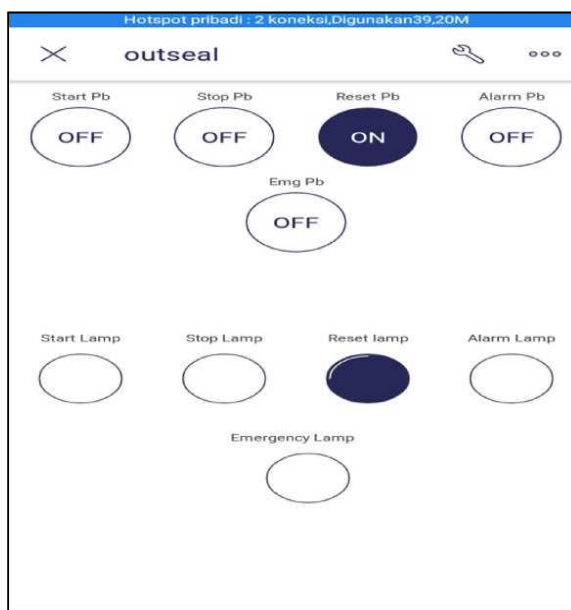 Hotspot pribadi : 2 koneksi,Digunakan39,20M
outseal
Start Pb Stop Pb Reset Pb Alarm Pb
OFF OFF ON OFF
Emg Pb
OFF
Start Lamp Stop Lamp Reset lamp Alarm Lamp
Emergency Lamp